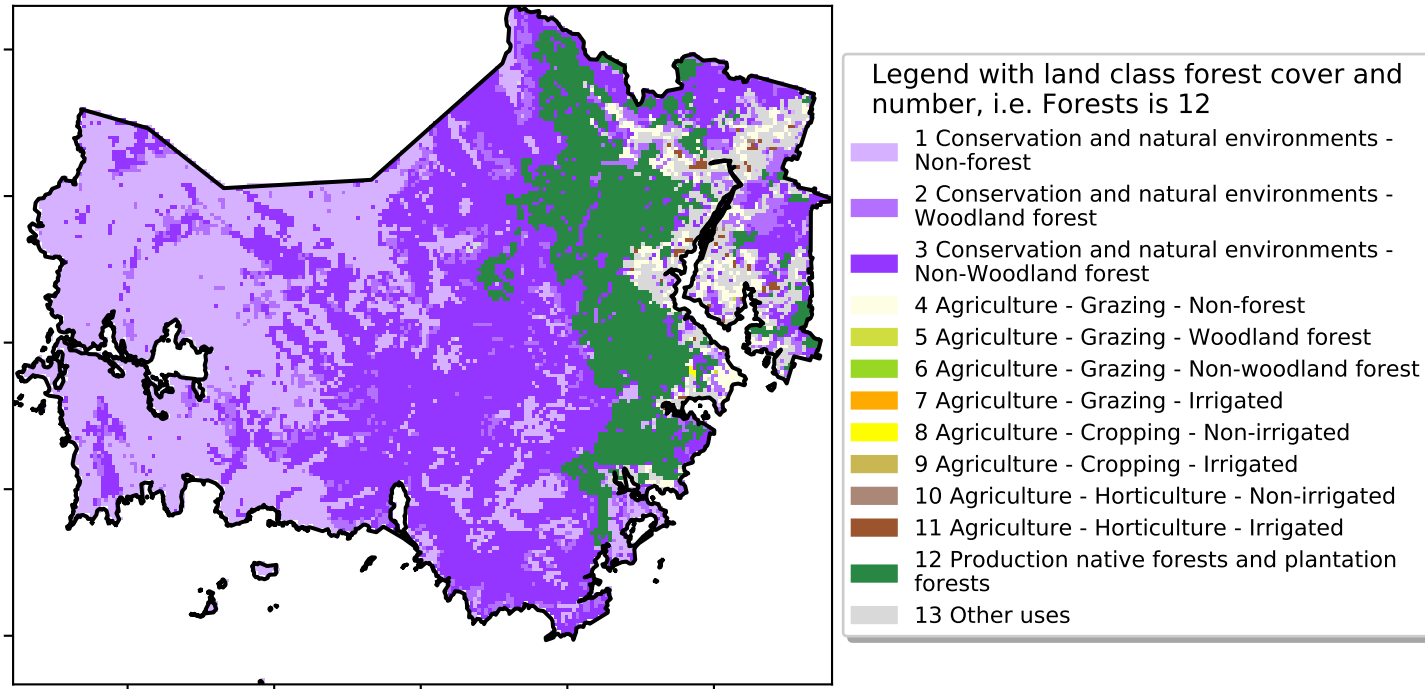 Legend with land class forest cover and
number, i.e. Forests is 12
1 Conservation and natural environments -
Non-forest
2 Conservation and natural environments -
Woodland forest
3 Conservation and natural environments -
Non-Woodland forest
4 Agriculture - Grazing - Non-forest
5 Agriculture - Grazing - Woodland forest
6 Agriculture - Grazing - Non-woodland forest
7 Agriculture - Grazing - Irrigated
8 Agriculture - Cropping - Non-irrigated
9 Agriculture - Cropping - Irrigated
10 Agriculture - Horticulture - Non-irrigated
11 Agriculture - Horticulture - Irrigated
12 Production native forests and plantation
forests
13 Other uses